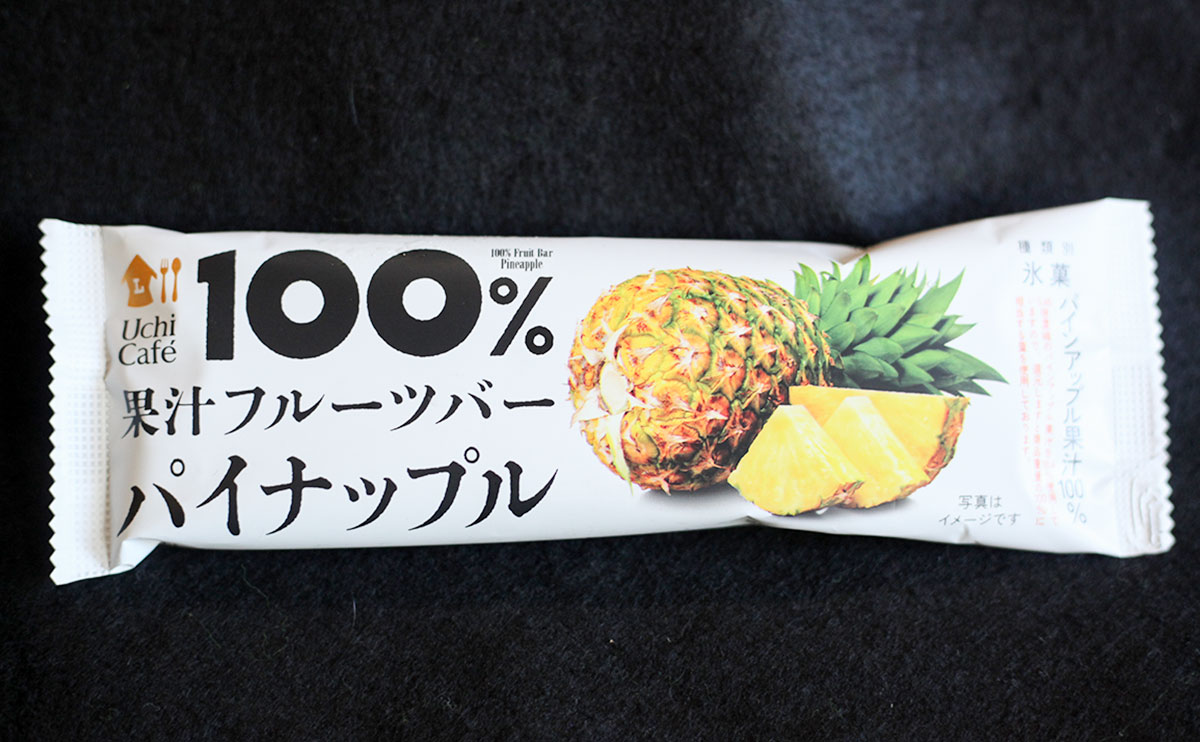 L
Uchi
Café
100%
100% Fruit Bar
Pineapple
果汁フルーツバー
パイナップル
種類別
氷菓
パインアップル果汁100%
写真は
イメージです